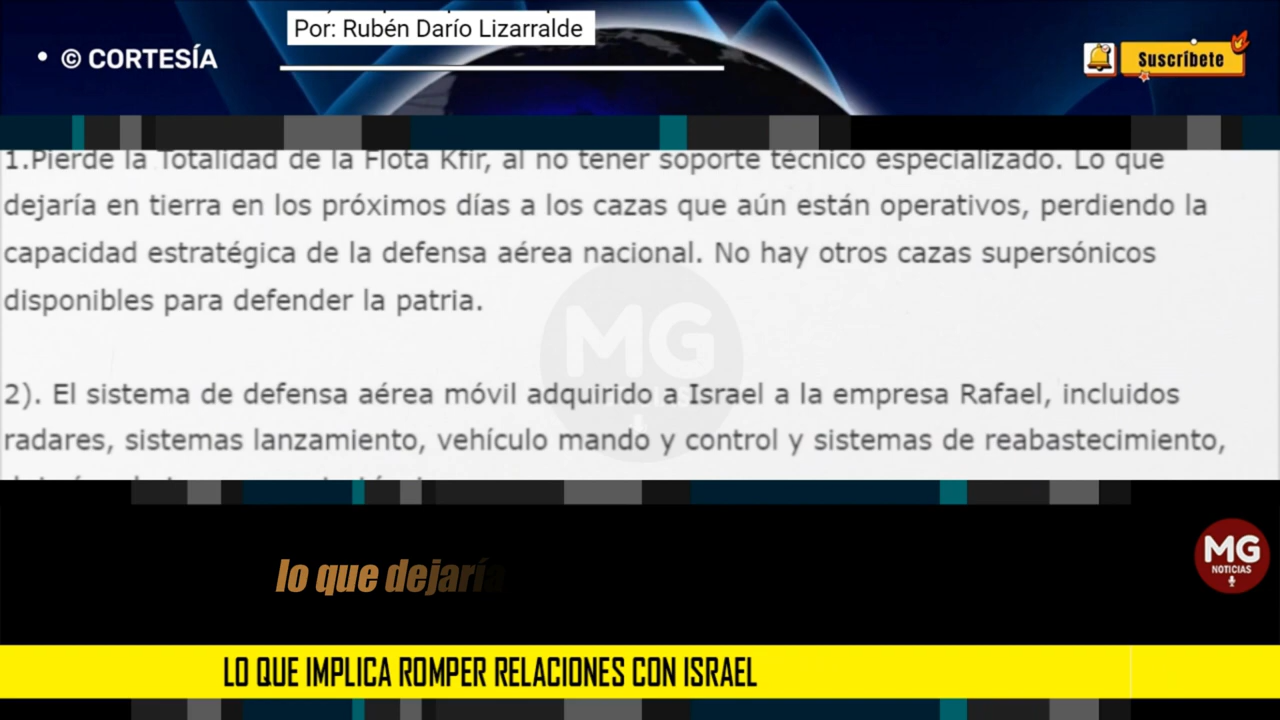 Por: Rubén Darío Lizarralde
• © CORTESÍA
Suscríbete
1.Pierde la Totalidad de la Flota Kfir, al no tener soporte técnico especializado. Lo que
dejaría en tierra en los próximos días a los cazas que aún están operativos, perdiendo la
capacidad estratégica de la defensa aérea nacional. No hay otros cazas supersónicos
disponibles para defender la patria.
MG
2). El sistema de defensa aérea móvil adquirido a Israel a la empresa Rafael, incluidos
radares, sistemas lanzamiento, vehículo mando y control y sistemas de reabastecimiento,
MG
NOTICIAS
lo que dejaría
LO QUE IMPLICA ROMPER RELACIONES CON ISRAEL